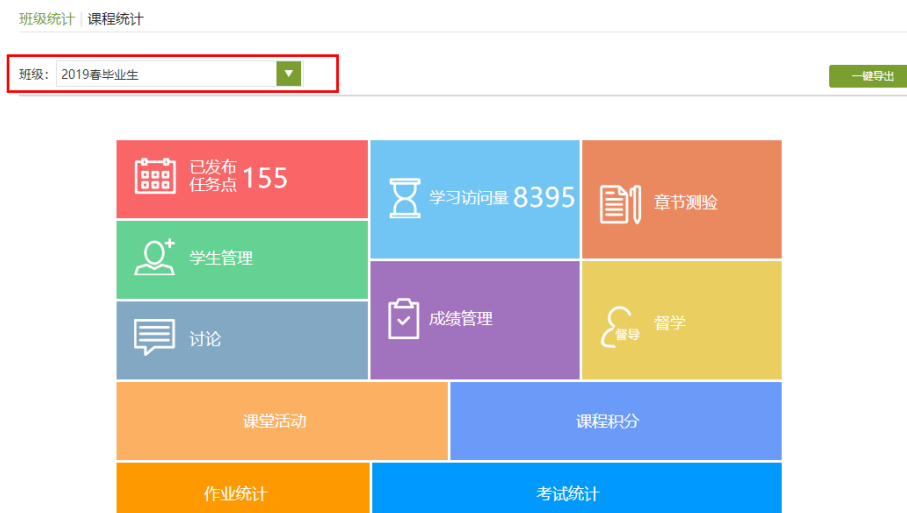 班级统计 | 课程统计
班级： 2019春毕业生
一键导出
已发布
任务点 155
学习访问量 8395
章节测验
学生管理
成绩管理
督导 督学
讨论
课堂活动
课程积分
作业统计
考试统计